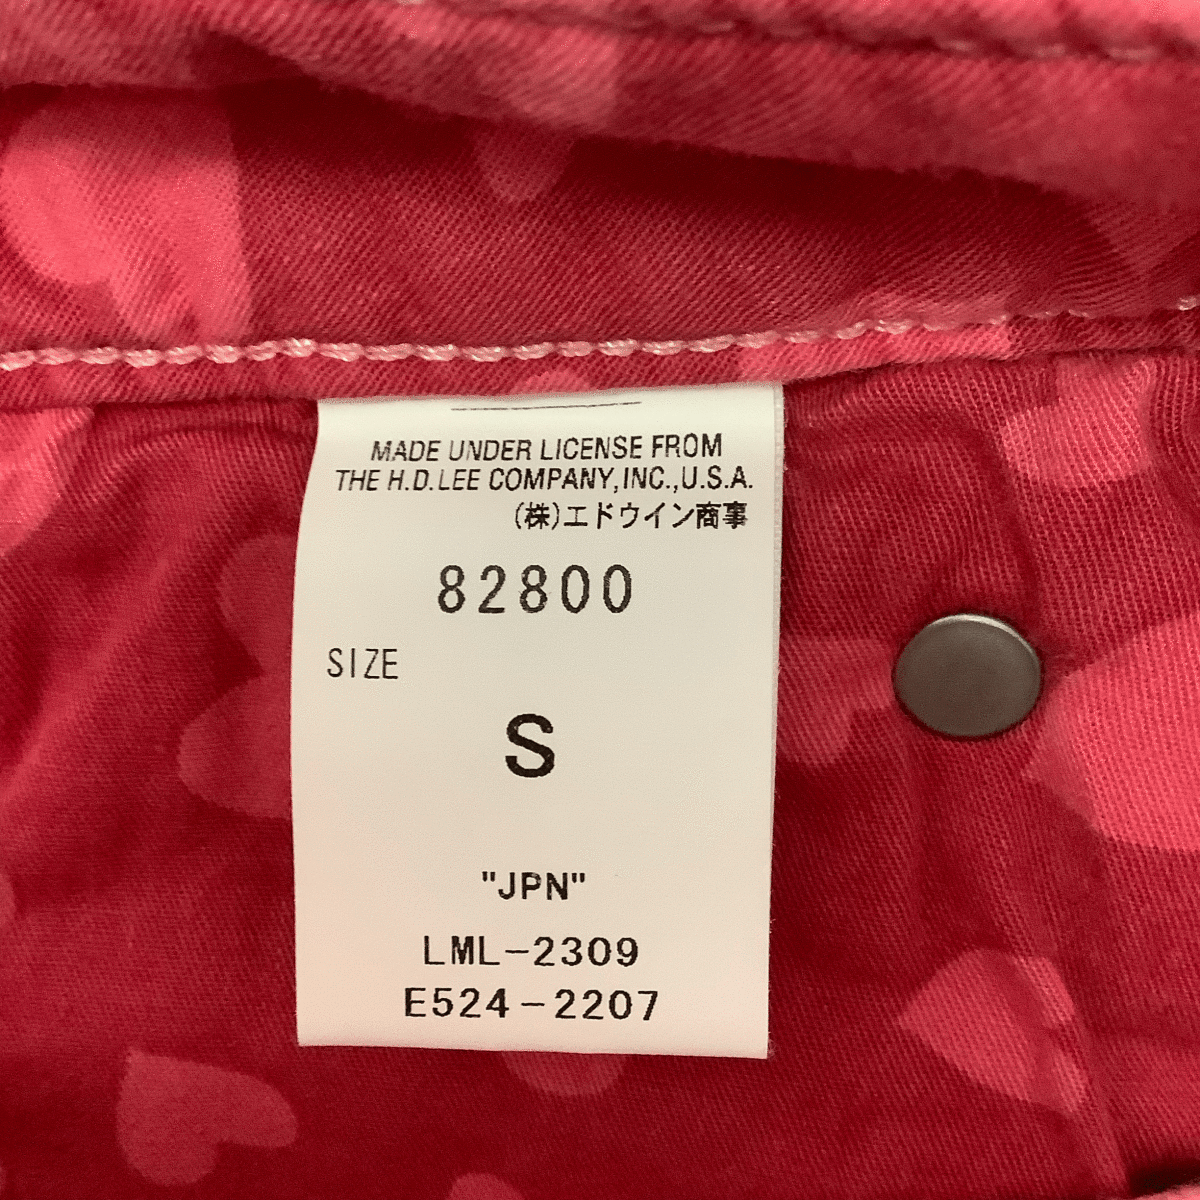 MADE UNDER LICENSE FROM
THE H.D.LEE COMPANY,INC.,U.S.A.
(株)エドウイン商事
82800
SIZE
S
"JPN"
LML-2309
E524-2207